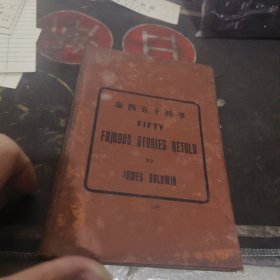 泰西五十軼事
FIFTY
FAMOUS STORIES RETOLD
BY
JAMES BALDWIN